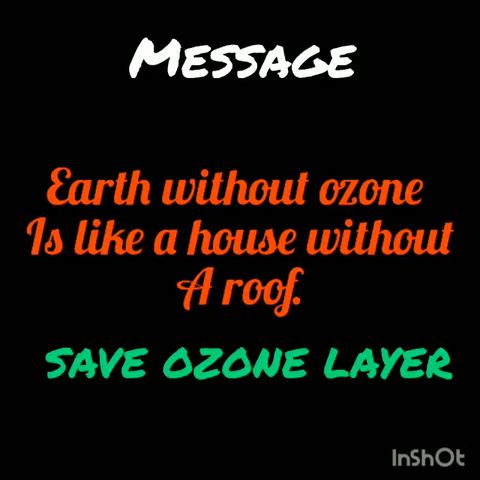 Message
Earth without ozone
Is like a house without
A roof.
SAVE OZONE LAYER
InShOt